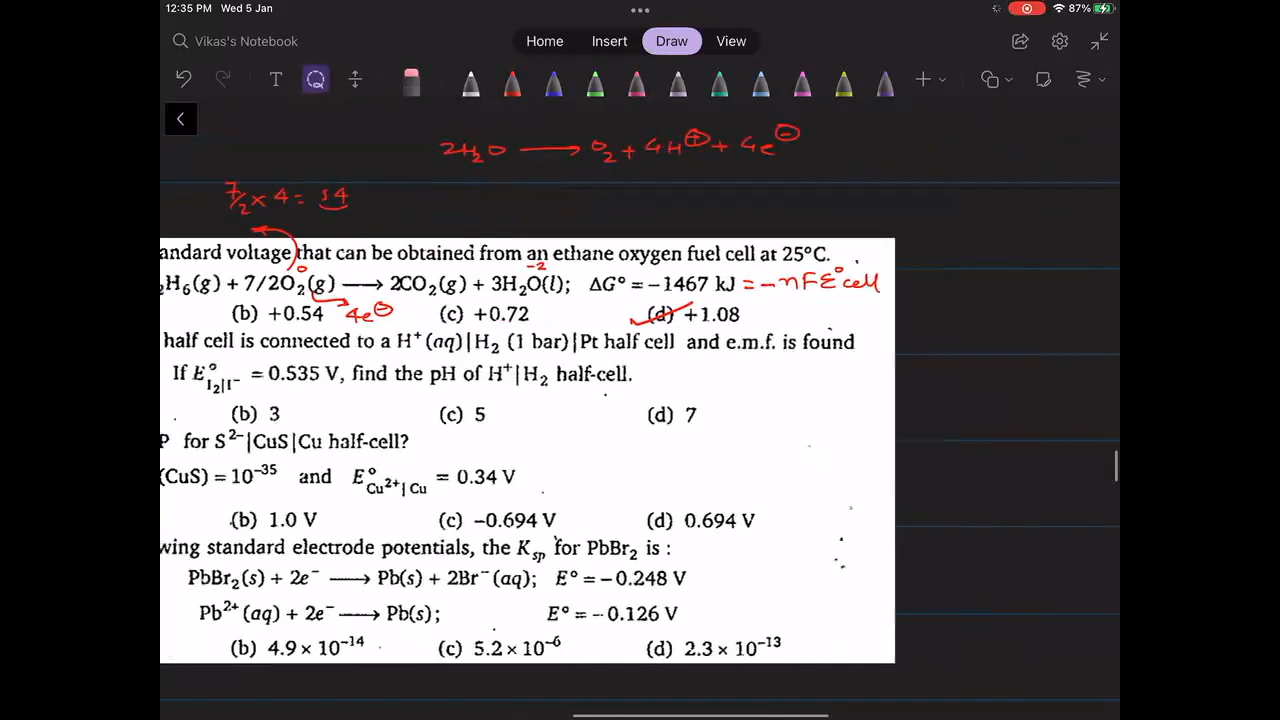 12:35 PM Wed 5 Jan
87%
Vikas's Notebook
Home Insert Draw View
2H₂O ⟶ O₂ + 4H⊕ + 4e⊖
7/2 × 4 = 14
andard voltage that can be obtained from an ethane oxygen fuel cell at 25°C.
0 -2
₂H₆(g) + 7/2O₂(g) ⟶ 2CO₂(g) + 3H₂O(l); ΔG° = −1467 kJ = −nFE°cell
(b) +0.54 4e⊖ (c) +0.72 (d) +1.08
half cell is connected to a H⁺(aq)|H₂ (1 bar)|Pt half cell and e.m.f. is found
If E°I₂|I⁻ = 0.535 V, find the pH of H⁺|H₂ half-cell.
(b) 3 (c) 5 (d) 7
P for S²⁻|CuS|Cu half-cell?
(CuS) = 10⁻³⁵ and E°Cu²⁺|Cu = 0.34 V
(b) 1.0 V (c) −0.694 V (d) 0.694 V
wing standard electrode potentials, the Ksp for PbBr₂ is :
PbBr₂(s) + 2e⁻ ⟶ Pb(s) + 2Br⁻(aq); E° = −0.248 V
Pb²⁺(aq) + 2e⁻ ⟶ Pb(s); E° = −0.126 V
(b) 4.9 × 10⁻¹⁴ (c) 5.2 × 10⁻⁶ (d) 2.3 × 10⁻¹³